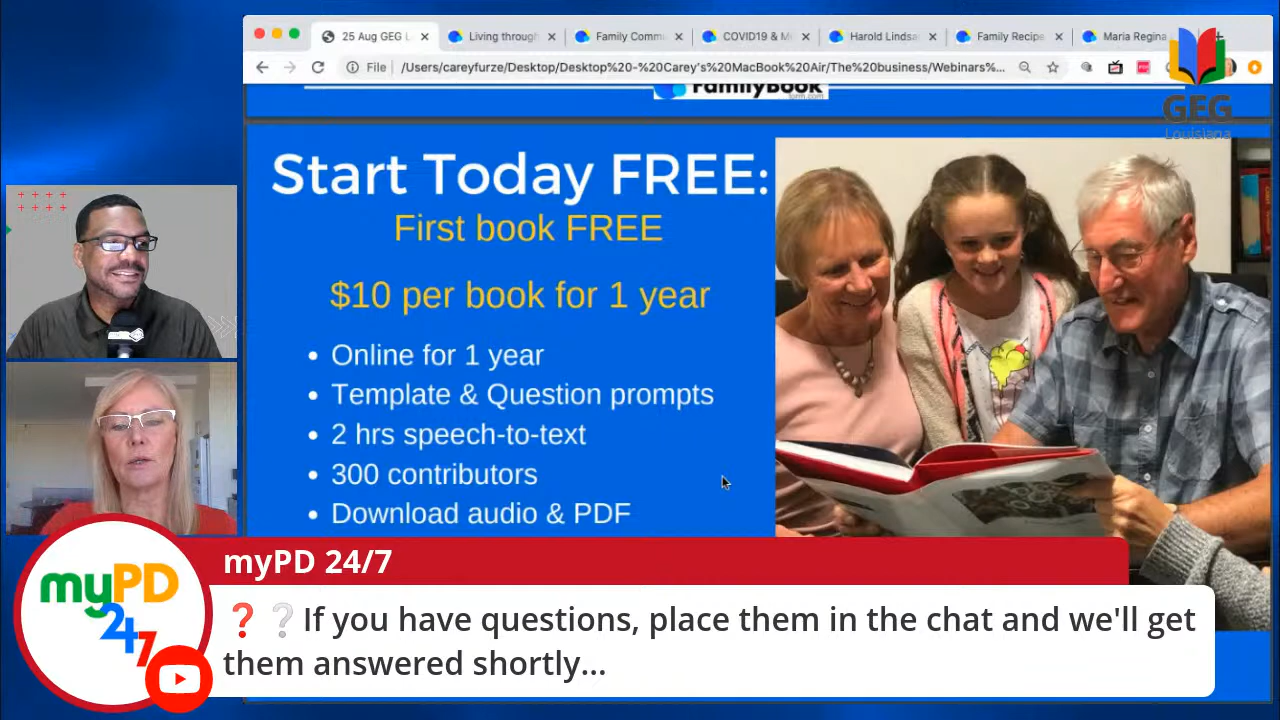 25 Aug GEG L
Living through
Family Commu
COVID19 & M
Harold Lindsa
Family Recipe
Maria Regina
File
/Users/careyfurze/Desktop/Desktop%20-%20Carey's%20MacBook%20Air/The%20business/Webinars%...
GEG
Louisiana
FamilyBook
form.com
Start Today FREE:
First book FREE
$10 per book for 1 year
• Online for 1 year
• Template & Question prompts
• 2 hrs speech-to-text
• 300 contributors
• Download audio & PDF
myPD 24/7
myPD
24/7
❓❔If you have questions, place them in the chat and we'll get
them answered shortly...